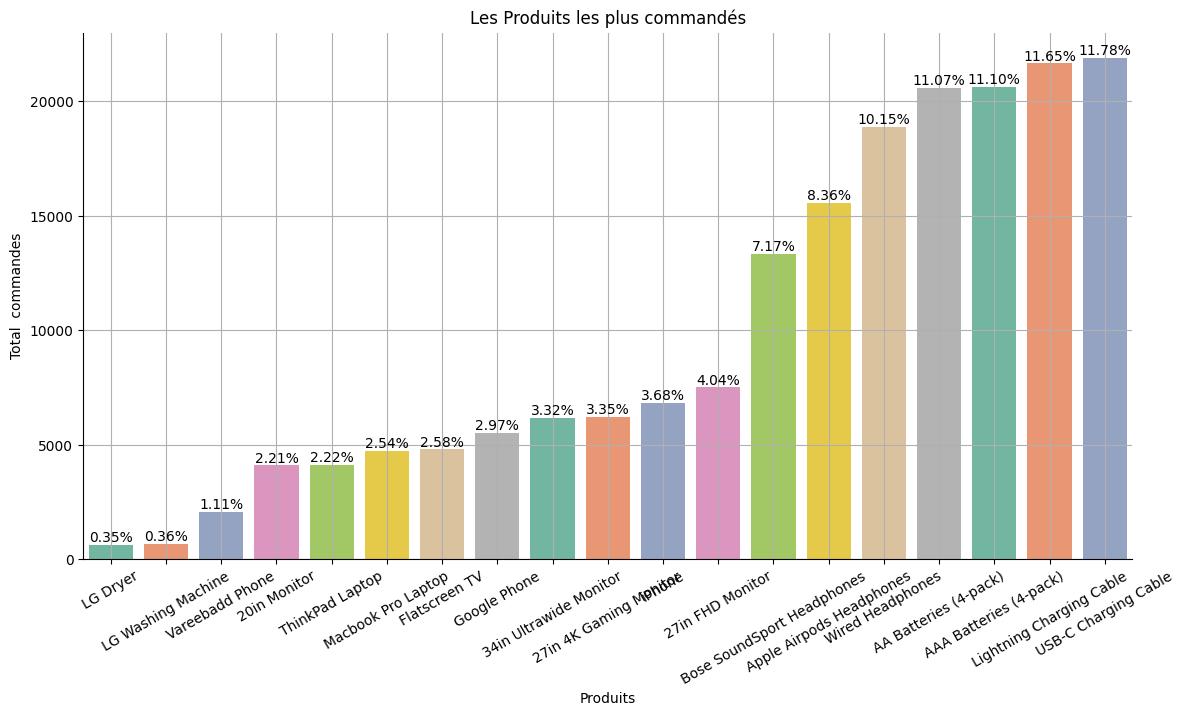 Les Produits les plus commandés
Total commandes
20000
15000
10000
5000
0
0.35%
0.36%
1.11%
2.21%
2.22%
2.54%
2.58%
2.97%
3.32%
3.35%
3.68%
4.04%
7.17%
8.36%
10.15%
11.07%
11.10%
11.65%
11.78%
LG Dryer
LG Washing Machine
Vareebadd Phone
20in Monitor
ThinkPad Laptop
Macbook Pro Laptop
Flatscreen TV
Google Phone
34in Ultrawide Monitor
27in 4K Gaming Monitor
iPhone
27in FHD Monitor
Bose SoundSport Headphones
Apple Airpods Headphones
Wired Headphones
AA Batteries (4-pack)
AAA Batteries (4-pack)
Lightning Charging Cable
USB-C Charging Cable
Produits